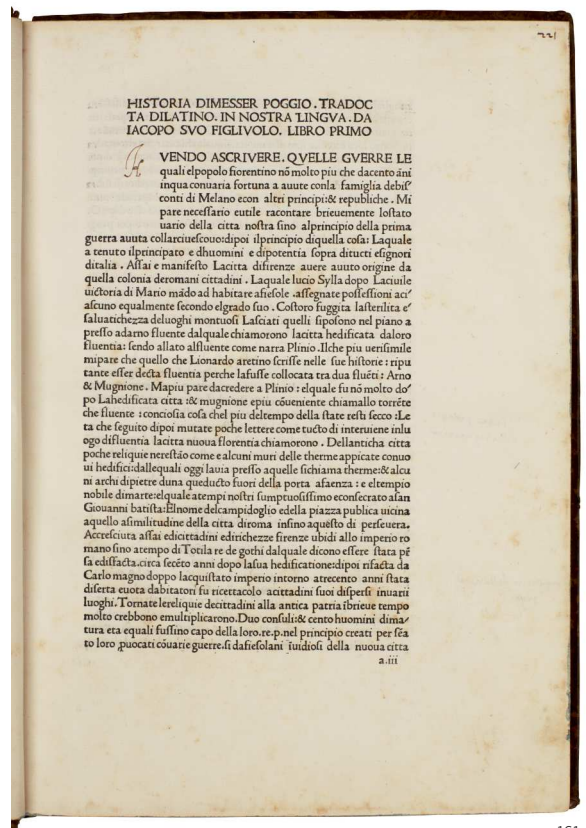 221
HISTORIA DIMESSER POGGIO . TRADOC
TA DILATINO. IN NOSTRA LINGVA. DA
IACOPO SVO FIGLIVOLO. LIBRO PRIMO
A VENDO ASCRIVERE. QVELLE GVERRE LE
quali elpopolo fiorentino nō molto piu che dacento āni
inqua conuaria fortuna a auute conla famiglia debiſ⸗
conti di Melano econ altri principi:& republiche . Mi
pare neceſſario eutile racontare brieuemente loſtato
uario della citta noſtra ſino alprincipio della prima
guerra auuta collarciueſcouo:dipoi ilprincipio diquella coſa: Laquale
a tenuto ilprincipato e dhuomini e dipotentia ſopra ditucti eſignori
ditalia . Aſſai e manifeſto Lacitta difirenze auere auuto origine da
quella colonia deromani cittadini . Laquale lucio Sylla dopo Laciuile
uictoria di Mario mādo ad habitare afieſole .aſſegnate poſſeſſioni aci⸗
aſcuno equalmente ſecondo elgrado ſuo . Coſtoro fuggita laſterilita eˊ
ſaluatichezza deluoghi montuoſi Laſciati quelli ſipoſono nel piano a
preſſo adarno fluente dalquale chiamorono lacitta hedificata daloro
fluentia: ſendo allato alfluente come narra Plinio .Ilche piu ueriſimile
mipare che quello che Lionardo aretino ſcriſſe nelle ſue hiſtorie : ripu
tante eſſer decta fluentia perche lafuſſe collocata tra dua fluēti : Arno
& Mugnione . Mapiu pare dacredere a Plinio : elquale fu nō molto do⸗
po Lahedificata citta :& mugnione epiu cōueniente chiamallo torrēte
che fluente :concioſia coſa chel piu deltempo della ſtate reſti ſecco :Le
ta che ſeguito dipoi mutate poche lettere come tucto di interuiene inlu
ogo difluentia lacitta nuoua florentia chiamorono . Dellanticha citta
poche reliquie nereſtāo come e alcuni muri delle therme appicate conuo
ui hedifici:dallequali oggi lauia preſſo aquelle ſichiama therme:& alcu
ni archi dipietre duna queducto fuori della porta afaenza : e eltempio
nobile dimarte:elquale atempi noſtri ſumptuoſiſſimo econſecrato aſan
Giouanni batiſta:Elnome delcampidoglio edella piazza publica uicina
aquello aſimilitudine della citta diroma inſino aqueſto di perſeuera.
Accreſciuta aſſai edicittadini edirichezze firenze ubidi allo imperio ro
mano ſino atempo di Totila re de gothi dalquale dicono eſſere ſtata pē
ſa edisfacta.circa ſecēto anni dopo laſua hedificatione:dipoi rifacta da
Carlo magno doppo lacquiſtato imperio intorno atrecento anni ſtata
diſerta euota dabitatori fu ricettacolo acittadini ſuoi diſperſi inuarii
luoghi. Tornate lereliquie decittadini alla antica patria ībrieue tempo
molto crebbono emultiplicarono. Duo conſuli:& cento huomini dima⸗
tura eta equali fuſſino capo della loro.re.p.nel principio creati per ſēa
to loro ꝓuocati cōuarie guerre.ſi dafieſolani īuidioſi della nuoua citta
a.iii